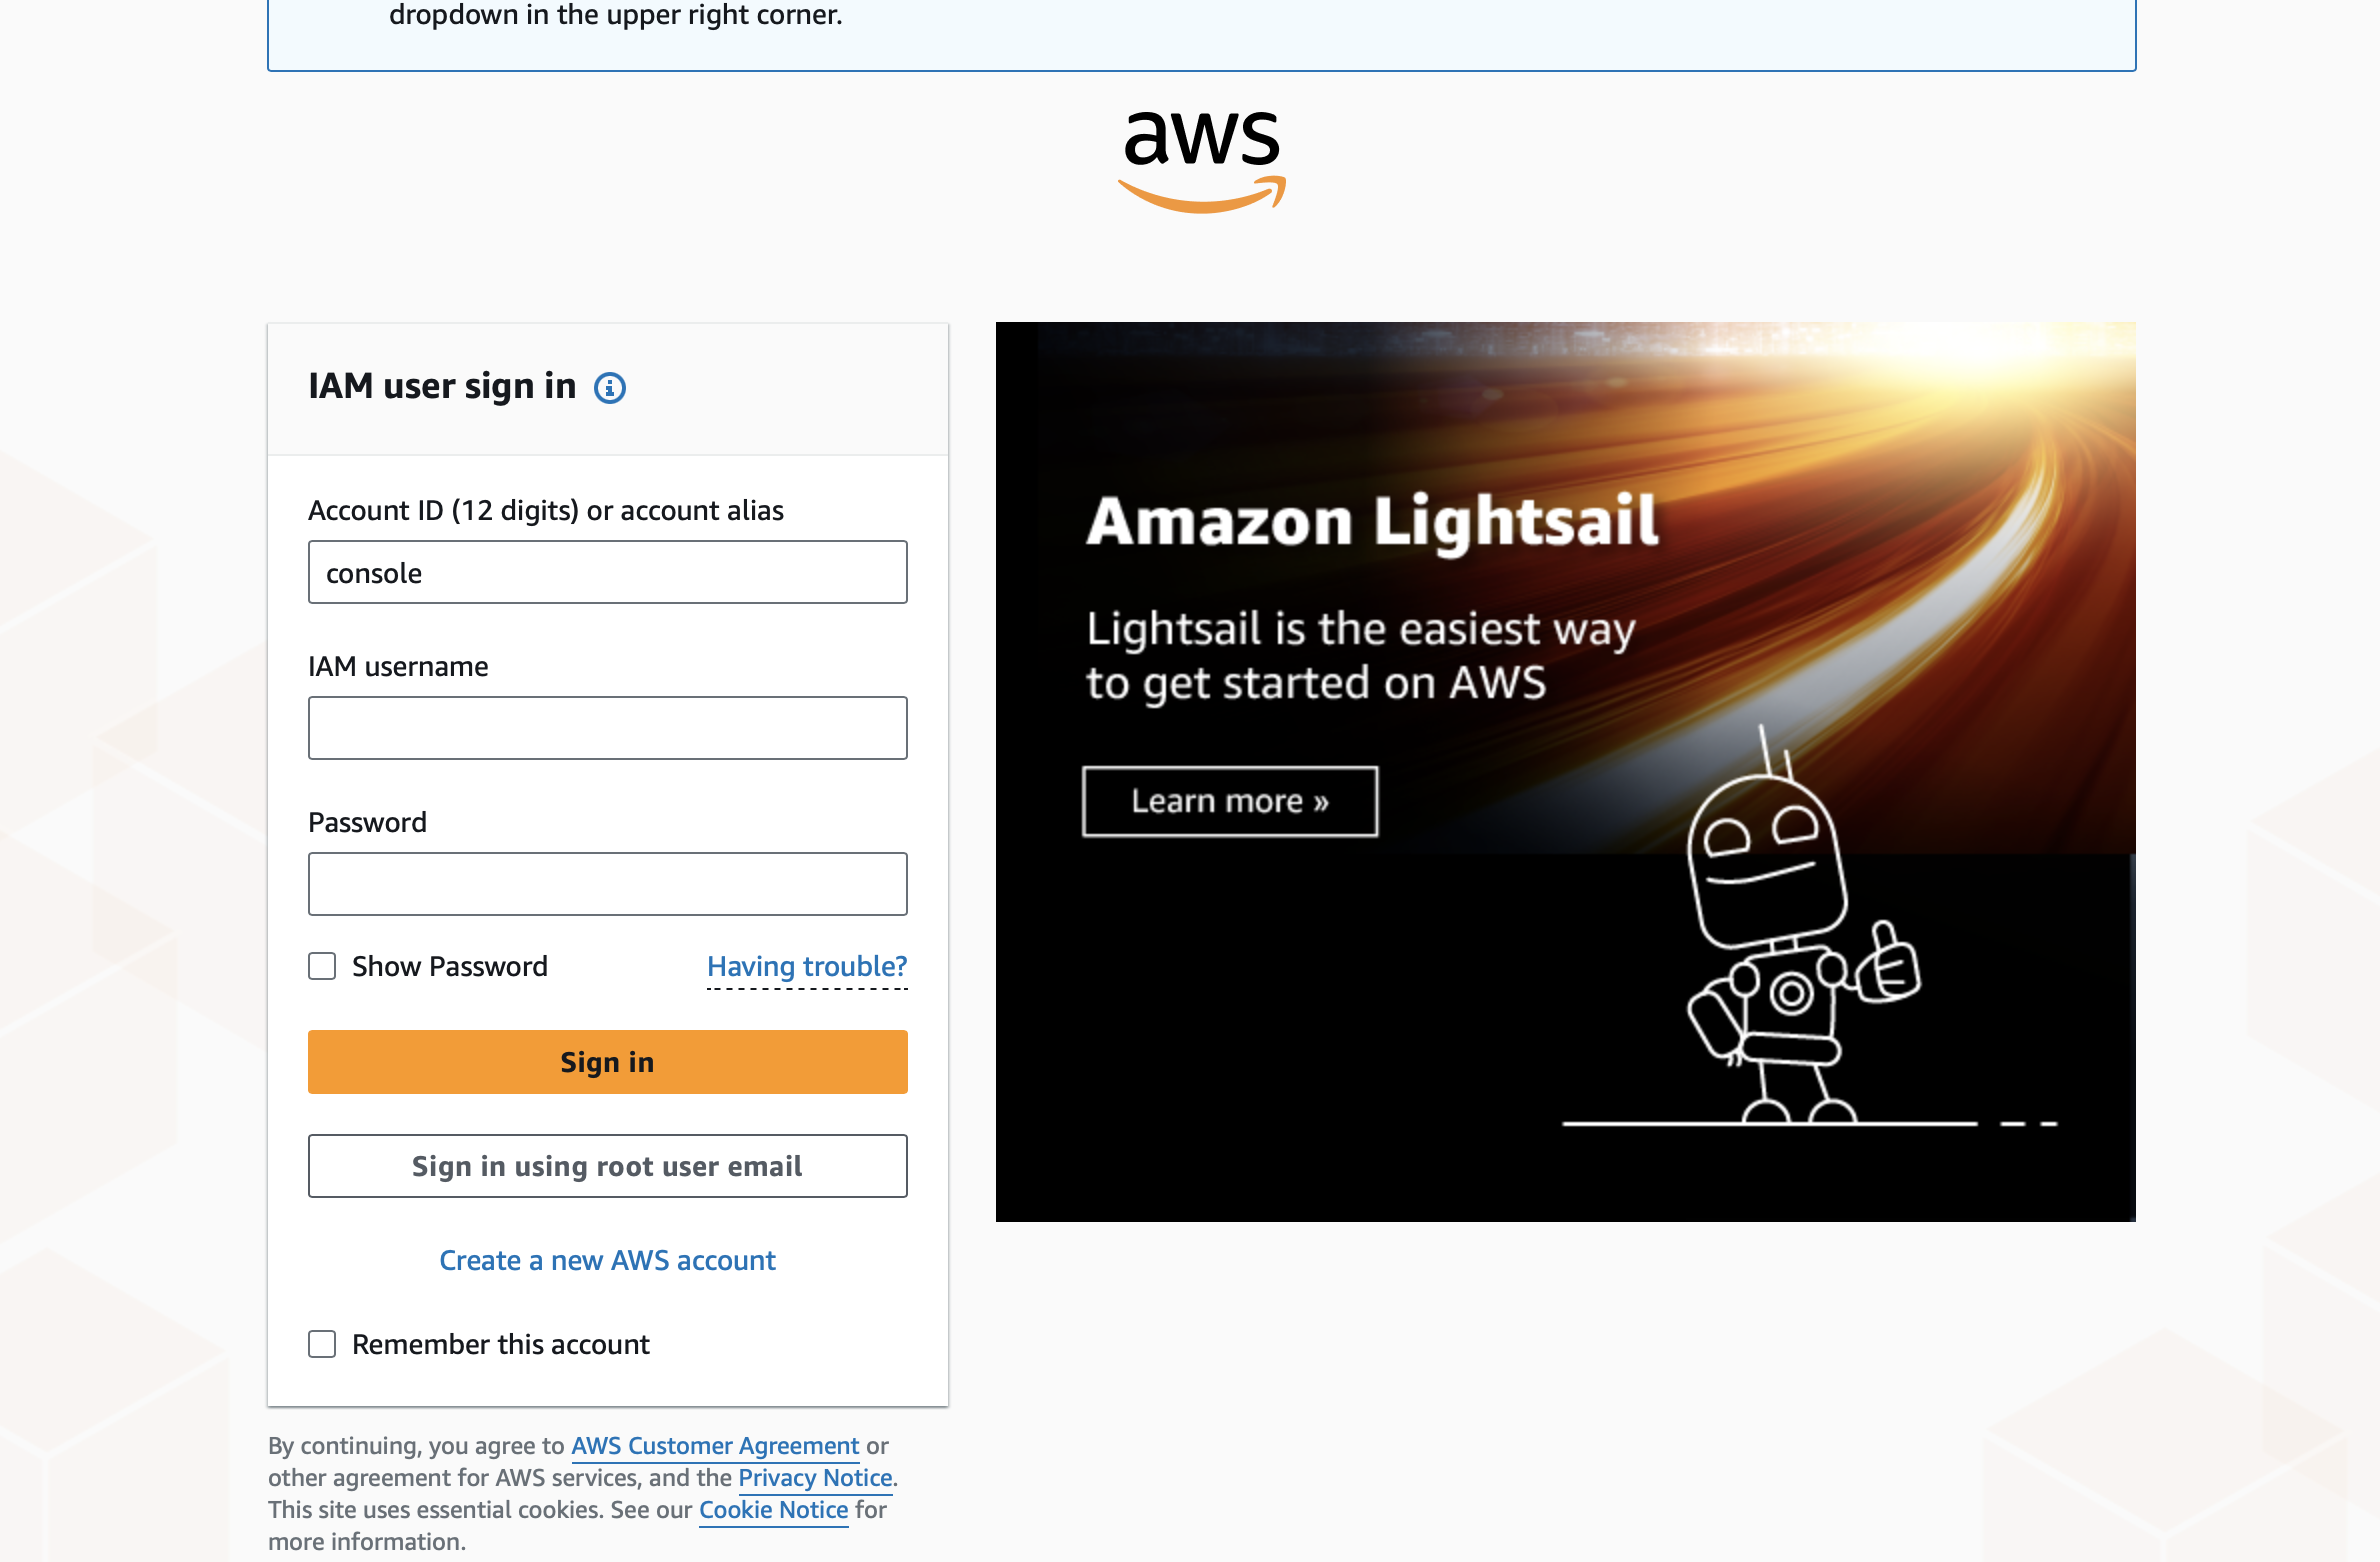 dropdown in the upper right corner.
aws
IAM user sign in
Account ID (12 digits) or account alias
console
IAM username
Password
Show Password
Having trouble?
Sign in
Sign in using root user email
Create a new AWS account
Remember this account
By continuing, you agree to AWS Customer Agreement or
other agreement for AWS services, and the Privacy Notice.
This site uses essential cookies. See our Cookie Notice for
more information.
Amazon Lightsail
Lightsail is the easiest way
to get started on AWS
Learn more »